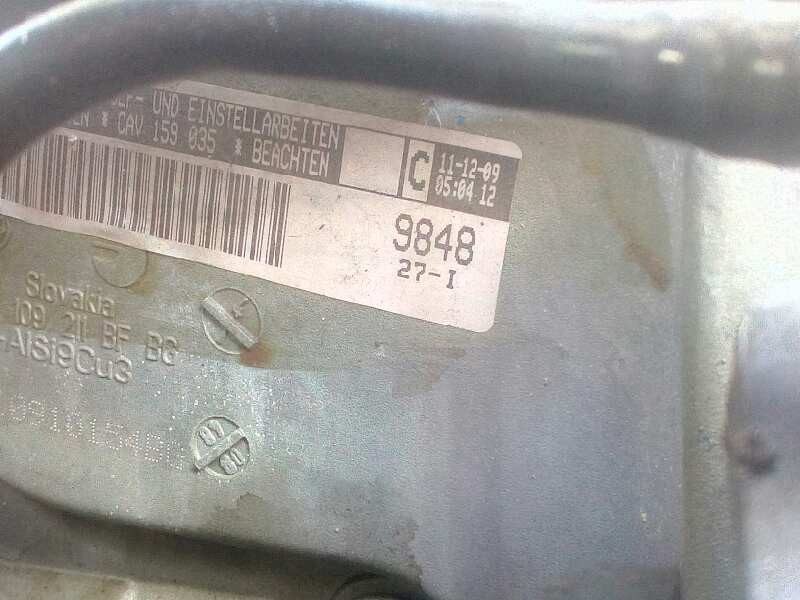 UND EINSTELLARBEITEN
* CAV 159 035 * BEACHTEN
C
11-12-09
05:04 12
9848
27-I
Slovakia
109 211 BF BG
-AlSi9Cu3